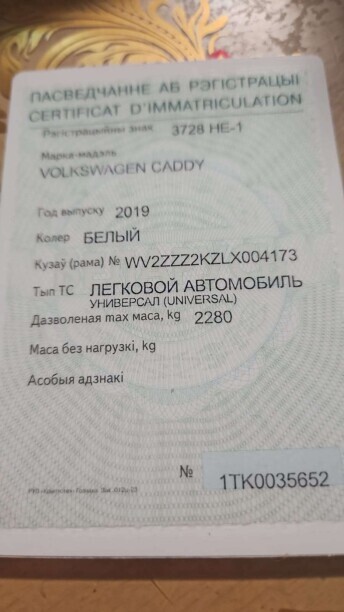 ПАСВЕДЧАННЕ АБ РЭГІСТРАЦЫІ
CERTIFICAT D'IMMATRICULATION
Рэгістрацыйны знак 3728 HE-1
Марка-мадэль
VOLKSWAGEN CADDY
Год выпуску 2019
Колер БЕЛЫЙ
Кузаў (рама) № WV2ZZZ2KZLX004173
Тып ТС ЛЕГКОВОЙ АВТОМОБИЛЬ
УНИВЕРСАЛ (UNIVERSAL)
Дазволеная max маса, kg 2280
Маса без нагрузкі, kg
Асобыя адзнакі
№ 1TK0035652